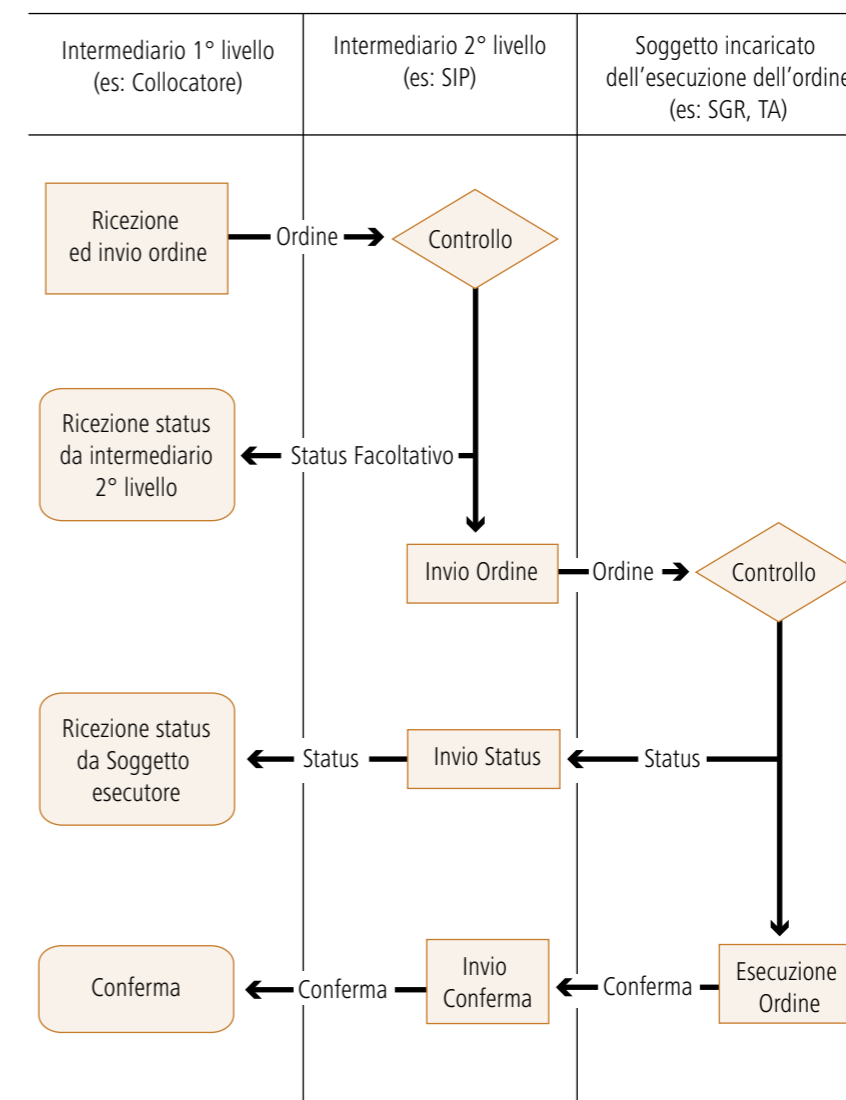 Intermediario 1° livello
(es: Collocatore)
Intermediario 2° livello
(es: SIP)
Soggetto incaricato
dell'esecuzione dell'ordine
(es: SGR, TA)
Ricezione
ed invio ordine
Ordine
Controllo
Ricezione status
da intermediario
2° livello
Status Facoltativo
Invio Ordine
Ordine
Controllo
Ricezione status
da Soggetto
esecutore
Status
Invio Status
Status
Conferma
Conferma
Invio
Conferma
Conferma
Esecuzione
Ordine